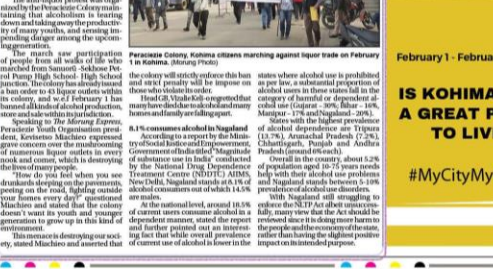 nized by the Peraciezie Colony main-
taining that alcoholism is tearing
down and taking away the productiv-
ity of many youths, and sensing im-
pending danger among the upcom-
ing generation.
The march saw participation
of people from all walks of life who
marched from Sanuorü -Sekhose Pet-
rol Pump High School- High School
junction. The colony has already issued
a ban order to 43 liquor outlets within
its colony, and w.e.f February 1 has
banned all kinds of alcohol production,
store and sale within its jurisdiction.
Speaking to The Morung Express,
Peraciezie Youth Organisation presi-
dent, Kevisetuo Miachieo expressed
grave concern over the mushrooming
of numerous liquor outlets in every
nook and corner, which is destroying
the lives of many people.
"How do you feel when you see
drunkards sleeping on the pavements,
peeing on the road, fighting outside
your homes every day?" questioned
Miachieo and stated that the colony
doesn't want its youth and younger
generation to grow up in this kind of
environment.
This menace is destroying our soci-
ety, stated Miachieo and asserted that
Peraciezie Colony, Kohima citizens marching against liquor trade on February
1 in Kohima. (Morung Photo)
the colony will strictly enforce this ban
and strict penalty will be impose on
those who violate its order.
Head GB, Vizalie Koli-o regretted that
many have died due to alcohol and many
homes and family are falling apart.
8.1% consumes alcohol in Nagaland
According to a report by the Minis-
try of Social Justice and Empowerment,
Government of India titled "Magnitude
of substance use in India" conducted
by the National Drug Dependence
Treatment Centre (NDDTC) AIIMS,
New Delhi, Nagaland stands at 8.1% of
alcohol consumers out of which 14.5%
are males.
At the national level, around 18.5%
of current users consume alcohol in a
dependent manner, stated the report
and further pointed out an interest-
ing fact that while overall prevalence
of current use of alcohol is lower in the
states where alcohol use is prohibited
as per law, a substantial proportion of
alcohol users in these states fall in the
category of harmful or dependent al-
cohol use (Gujarat – 30%; Bihar – 16%,
Manipur – 17% and Nagaland – 20%).
States with the highest prevalence
of alcohol dependence are Tripura
(13.7%), Arunachal Pradesh (7.2%),
Chhattisgarh, Punjab and Andhra
Pradesh (around 6% each).
Overall in the country, about 5.2%
of population aged 10-75 years needs
help with their alcohol use problems
and Nagaland stands between 5-10%
prevalence of alcohol use disorders.
With Nagaland still struggling to
enforce the NLTP Act albeit unsuccess-
fully, many view that the Act should be
reviewed since it is doing more harm to
the people and the economy of the state,
rather than having the slightest positive
impact on its intended purpose.
February 1 - Februa
IS KOHIMA
A GREAT P
TO LIV
#MyCityMy